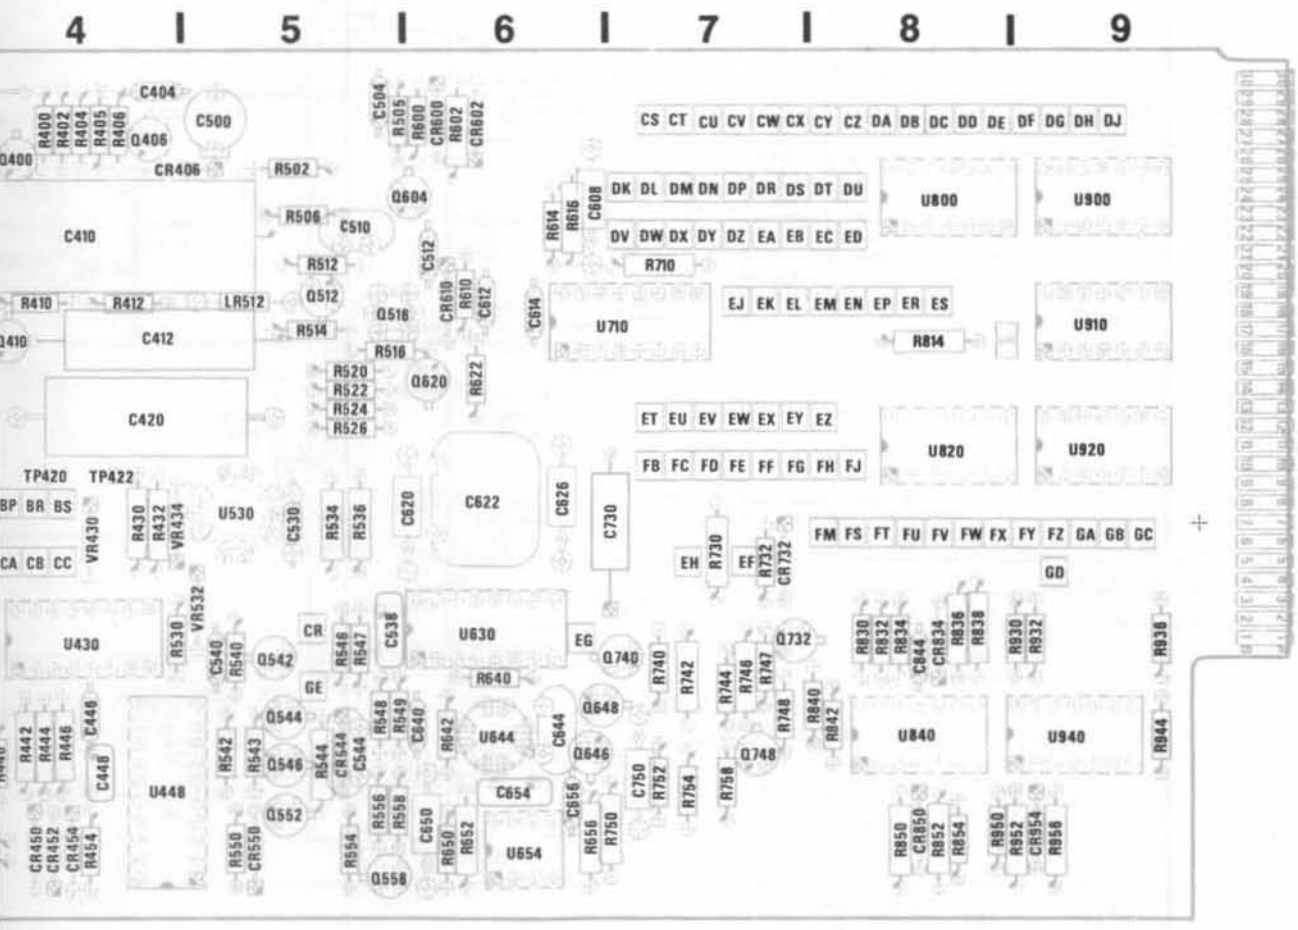 4 I 5 I 6 I 7 I 8 I 9
C404
R400 R402 R404 R405 R406
Q400
Q406
C500
CR406
R502
C504 R505 R600 CR600 R602 CR602
CS CT CU CV CW CX CY CZ DA DB DC DD DE DF DG DH DJ
C410
R506
C510
Q604
C512
R614 R616 C608
DK DL DM DN DP DR DS DT DU
U800
U900
DV DW DX DY DZ EA EB EC ED
R512
R710
R410
R412
LR512
Q512
Q518
CR610 R610 C612
C614
U710
EJ EK EL EM EN EP ER ES
U910
Q410
C412
R514
R516
R814
R520
R522
R524
R526
Q620
R622
C420
ET EU EV EW EX EY EZ
U820
U920
TP420
TP422
FB FC FD FE FF FG FH FJ
BP BR BS
VR430
R430 R432 VR434
U530
C530
R534 R536
C620
C622
C626
C730
CA CB CC
EH
R730
EF
R732 CR732
FM FS FT FU FV FW FX FY FZ GA GB GC
GD
VR532
U430
R530
C540 R540
Q542
CR
R546 R547
C538
U630
EG
Q740
R740 R742
R744 R746 R747
Q732
R830 R832 R834 C844 CR834 R836 R838
R930 R932
R936
GE
R640
R442 R444 R446 C446
C448
U448
R542 R543
Q544
Q546
Q552
R544 CR544 C544
R548 R549 C640 R642
U644
C644
Q648
Q646
R748
R840 R842
U840
U940
R944
C750 R752
R754
R758
Q748
CR450 CR452 CR454 R454
R550 CR550
R554
R556 R558
C650
R650 R652
C654
U654
C656
R656 R750
Q558
R850 CR850 R852 R854
R950 R952 CR954 R956